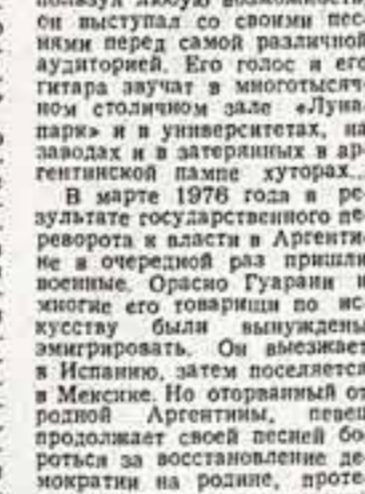 пользуя любую возможность,
он выступал со своими пес-
нями перед самой различной
аудиторией. Его голос и его
гитара звучат в многотысяч-
ном столичном зале «Луна-
парк» и в университетах, на
заводах и в затерянных в ар-
гентинской пампе хуторах..
В марте 1976 года в ре-
зультате государственного пе-
реворота к власти в Аргенти-
не в очередной раз пришли
военные. Орасио Гуарани и
многие его товарищи по ис-
кусству были вынуждены
эмигрировать. Он выезжает
в Испанию, затем поселяется
в Мексике. Но оторванный от
родной Аргентины, певец
продолжает своей песней бо-
роться за восстановление де-
мократии на родине, проте-